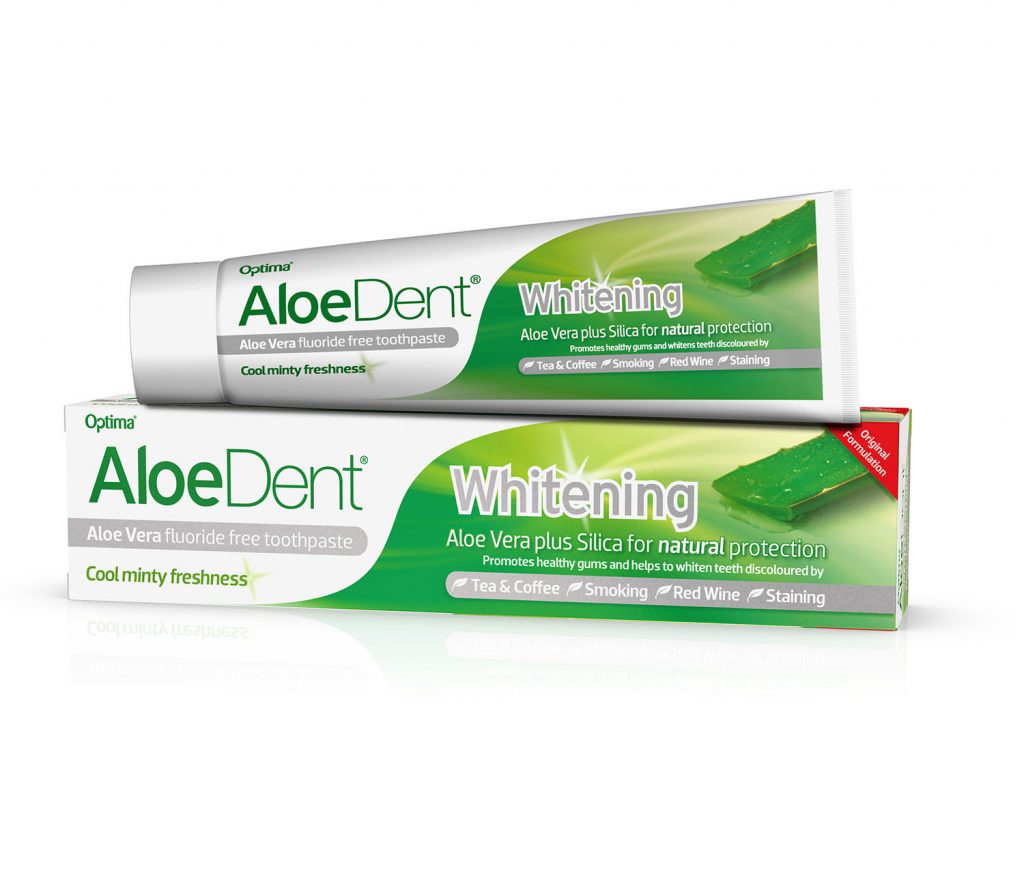 Optima®
AloeDent®
Aloe Vera fluoride free toothpaste
Cool minty freshness
Whitening
Aloe Vera plus Silica for natural protection
Promotes healthy gums and whitens teeth discoloured by
Tea & Coffee Smoking Red Wine Staining
Optima®
AloeDent®
Aloe Vera fluoride free toothpaste
Cool minty freshness
Whitening
Aloe Vera plus Silica for natural protection
Promotes healthy gums and helps to whiten teeth discoloured by
Tea & Coffee Smoking Red Wine Staining
Original
Formulation